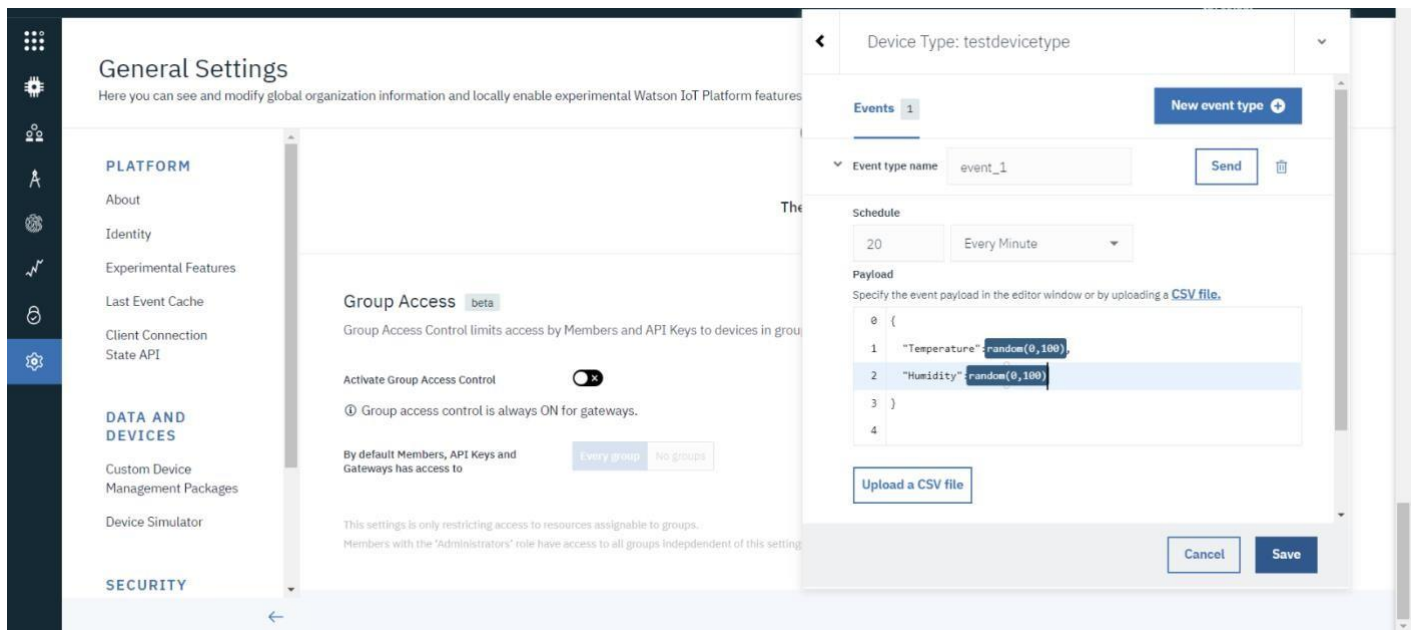 General Settings
Here you can see and modify global organization information and locally enable experimental Watson IoT Platform features
PLATFORM
About
Identity
Experimental Features
Last Event Cache
Client Connection
State API
DATA AND
DEVICES
Custom Device
Management Packages
Device Simulator
SECURITY
The
Group Access beta
Group Access Control limits access by Members and API Keys to devices in grou
Activate Group Access Control
Group access control is always ON for gateways.
By default Members, API Keys and
Gateways has access to
Every group No groups
This settings is only restricting access to resources assignable to groups.
Members with the "Administrators" role have access to all groups indepdendent of this setting
Device Type: testdevicetype
Events 1
New event type
Event type name event_1 Send
Schedule
20 Every Minute
Payload
Specify the event payload in the editor window or by uploading a CSV file.
0 {
1 "Temperature":random(0,100),
2 "Humidity":random(0,100)
3 }
4
Upload a CSV file
Cancel Save